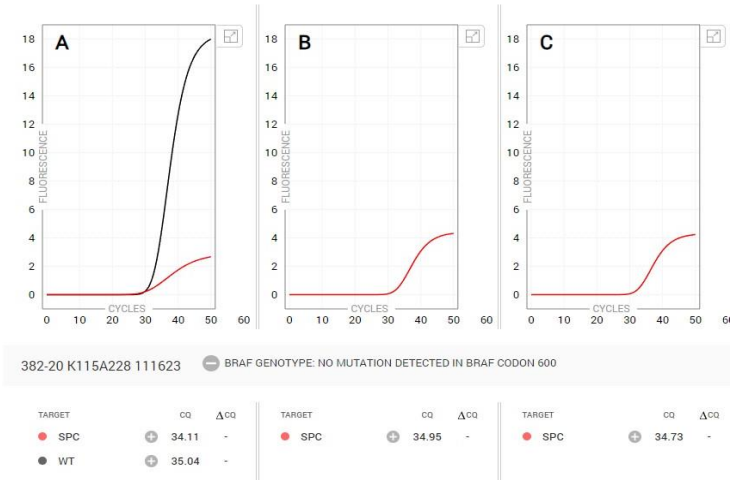 A
18
16
14
12
10
8
6
4
2
0
FLUORESCENCE
CYCLES
0 10 20 30 40 50 60
B
18
16
14
12
10
8
6
4
2
0
FLUORESCENCE
CYCLES
0 10 20 30 40 50 60
C
18
16
14
12
10
8
6
4
2
0
FLUORESCENCE
CYCLES
0 10 20 30 40 50
382-20 K115A228 111623 BRAF GENOTYPE: NO MUTATION DETECTED IN BRAF CODON 600
TARGET CQ ΔCQ
SPC 34.11 -
WT 35.04 -
TARGET CQ ΔCQ
SPC 34.95 -
TARGET CQ ΔCQ
SPC 34.73 -